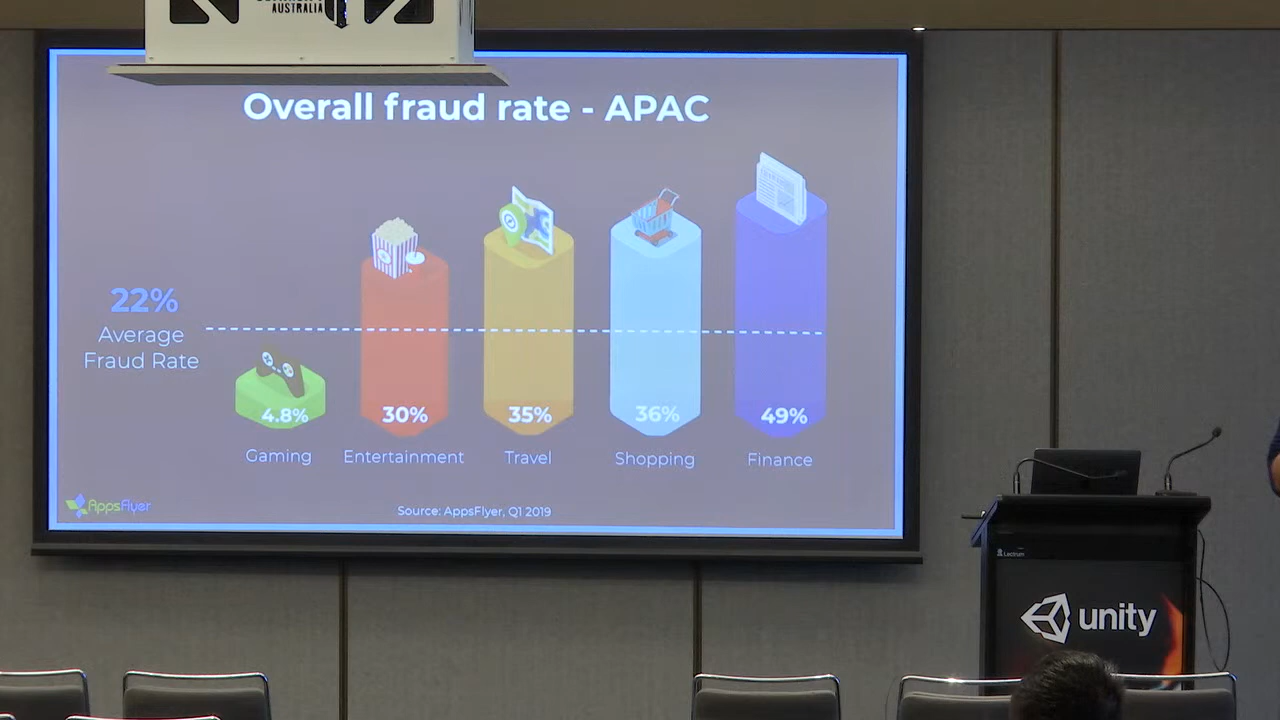 AUSTRALIA
Overall fraud rate - APAC
22%
Average
Fraud Rate
4.8%
30%
35%
36%
49%
Gaming
Entertainment
Travel
Shopping
Finance
AppsFlyer
Source: AppsFlyer, Q1 2019
Lectrum
unity